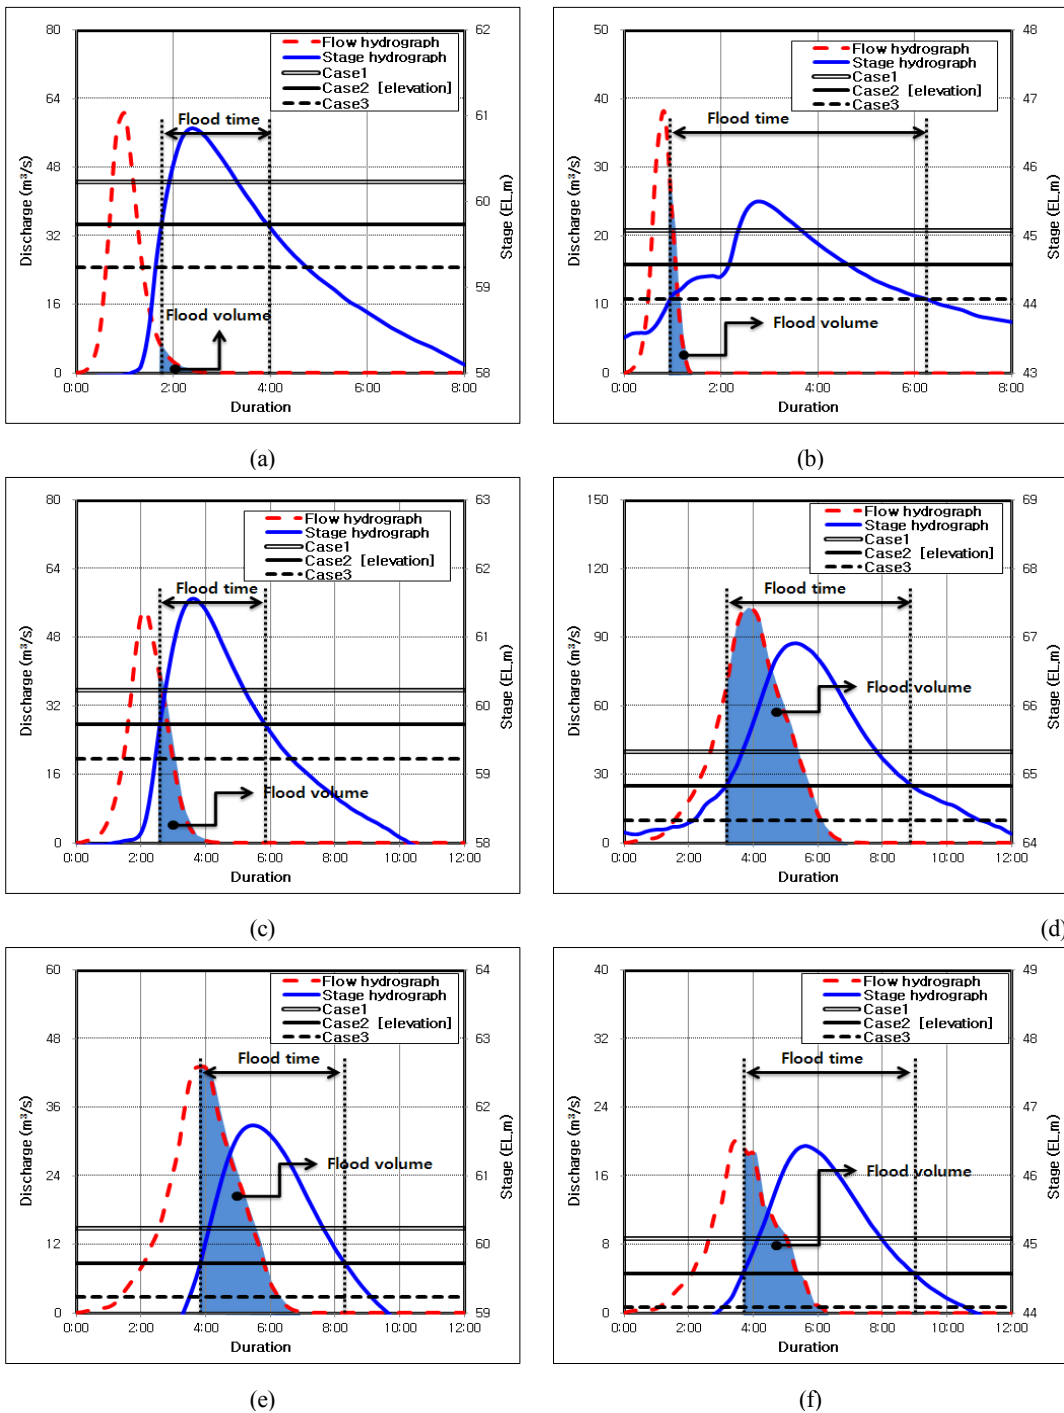 80
64
48
32
16
0
Discharge (m³/s)
62
61
60
59
58
Stage (EL.m)
Flow hydrograph
Stage hydrograph
Case1
Case2 [elevation]
Case3
Flood time
Flood volume
0:00 2:00 4:00 6:00 8:00
Duration
(a)
50
40
30
20
10
0
Discharge (m³/s)
48
47
46
45
44
43
Stage (EL.m)
Flow hydrograph
Stage hydrograph
Case1
Case2 [elevation]
Case3
Flood time
Flood volume
0:00 2:00 4:00 6:00 8:00
Duration
(b)
80
64
48
32
16
0
Discharge (m³/s)
63
62
61
60
59
58
Stage (EL.m)
Flow hydrograph
Stage hydrograph
Case1
Case2 [elevation]
Case3
Flood time
Flood volume
0:00 2:00 4:00 6:00 8:00 10:00 12:00
Duration
(c)
150
120
90
60
30
0
Discharge (m³/s)
69
68
67
66
65
64
Stage (EL.m)
Flow hydrograph
Stage hydrograph
Case1
Case2 [elevation]
Case3
Flood time
Flood volume
0:00 2:00 4:00 6:00 8:00 10:00 12:00
Duration
(d)
60
48
36
24
12
0
Discharge (m³/s)
64
63
62
61
60
59
Stage (EL.m)
Flow hydrograph
Stage hydrograph
Case1
Case2 [elevation]
Case3
Flood time
Flood volume
0:00 2:00 4:00 6:00 8:00 10:00 12:00
Duration
(e)
40
32
24
16
8
0
Discharge (m³/s)
49
48
47
46
45
44
Stage (EL.m)
Flow hydrograph
Stage hydrograph
Case1
Case2 [elevation]
Case3
Flood time
Flood volume
0:00 2:00 4:00 6:00 8:00 10:00 12:00
Duration
(f)